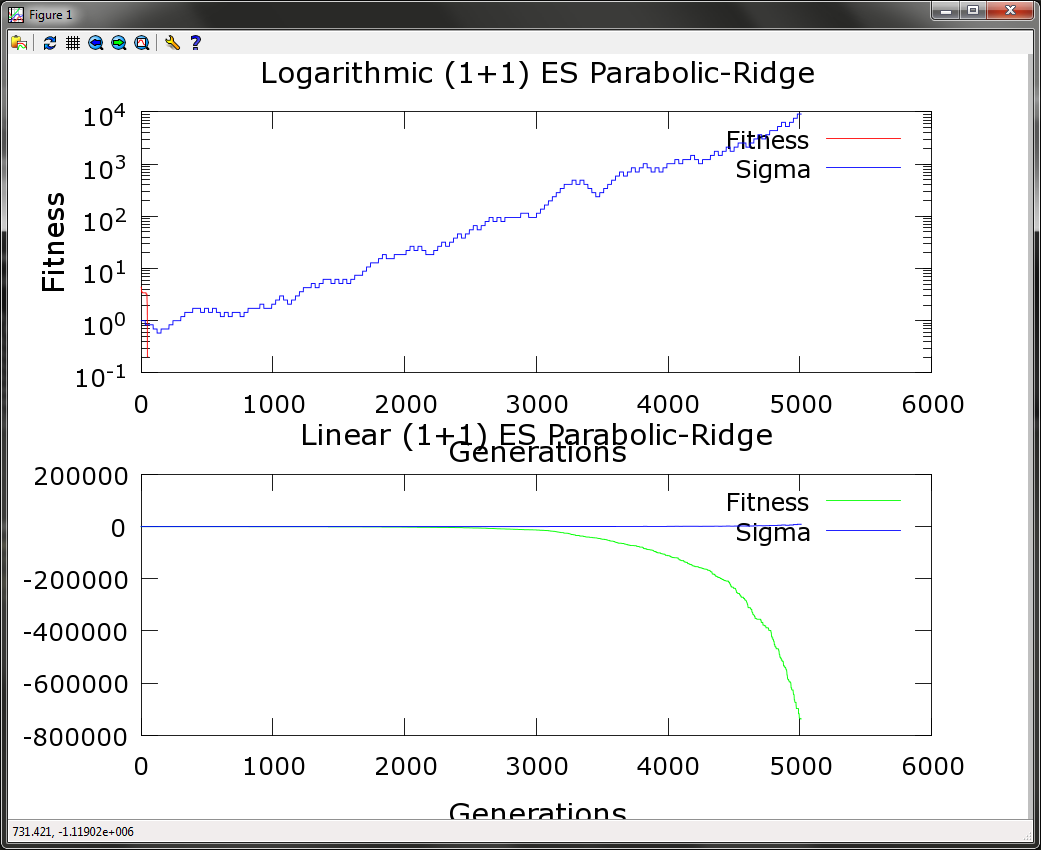 Figure 1
Logarithmic (1+1) ES Parabolic-Ridge
10^4
10^3
10^2
10^1
10^0
10^-1
Fitness
Fitness
Sigma
0 1000 2000 3000 4000 5000 6000
Generations
Linear (1+1) ES Parabolic-Ridge
200000
0
-200000
-400000
-600000
-800000
Fitness
Sigma
0 1000 2000 3000 4000 5000 6000
Generations
731.421, -1.11902e+006